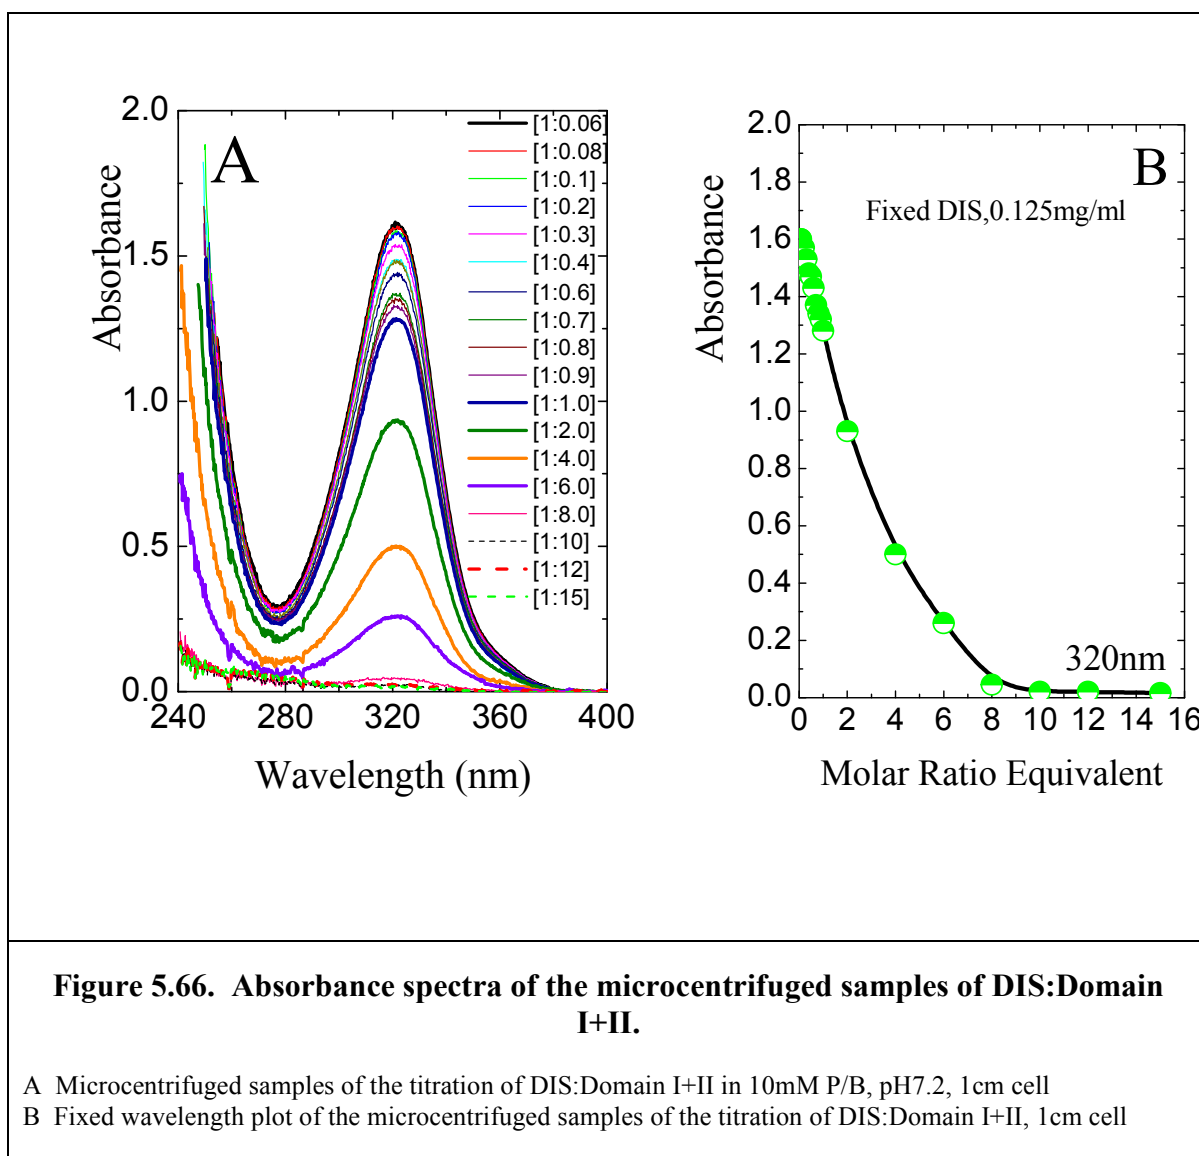 A
Absorbance
2.0
1.5
1.0
0.5
0.0
240 280 320 360 400
Wavelength (nm)
[1:0.06]
[1:0.08]
[1:0.1]
[1:0.2]
[1:0.3]
[1:0.4]
[1:0.6]
[1:0.7]
[1:0.8]
[1:0.9]
[1:1.0]
[1:2.0]
[1:4.0]
[1:6.0]
[1:8.0]
[1:10]
[1:12]
[1:15]
B
Absorbance
2.0
1.8
1.6
1.4
1.2
1.0
0.8
0.6
0.4
0.2
0.0
Fixed DIS,0.125mg/ml
320nm
0 2 4 6 8 10 12 14 16
Molar Ratio Equivalent
Figure 5.66. Absorbance spectra of the microcentrifuged samples of DIS:Domain
I+II.
A Microcentrifuged samples of the titration of DIS:Domain I+II in 10mM P/B, pH7.2, 1cm cell
B Fixed wavelength plot of the microcentrifuged samples of the titration of DIS:Domain I+II, 1cm cell